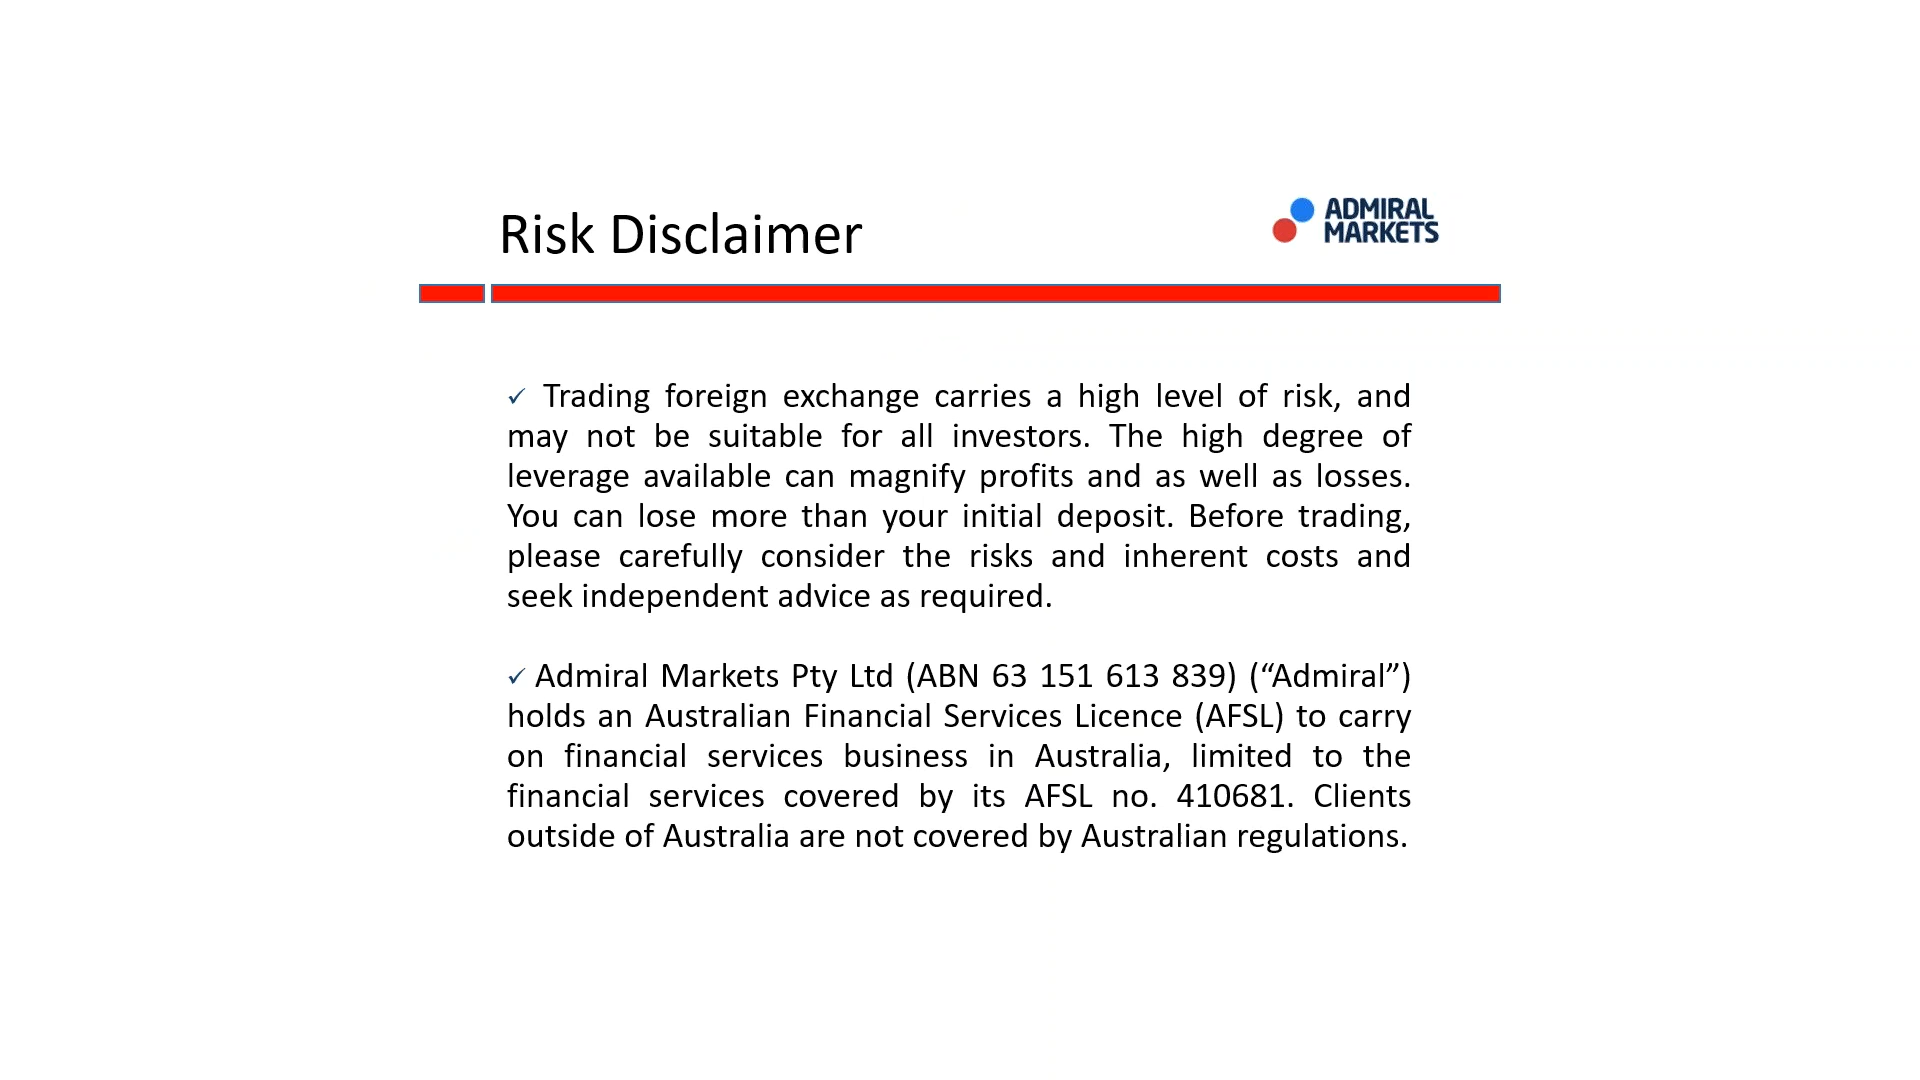 Risk Disclaimer
ADMIRAL
MARKETS
✓ Trading foreign exchange carries a high level of risk, and
may not be suitable for all investors. The high degree of
leverage available can magnify profits and as well as losses.
You can lose more than your initial deposit. Before trading,
please carefully consider the risks and inherent costs and
seek independent advice as required.
✓ Admiral Markets Pty Ltd (ABN 63 151 613 839) (“Admiral”)
holds an Australian Financial Services Licence (AFSL) to carry
on financial services business in Australia, limited to the
financial services covered by its AFSL no. 410681. Clients
outside of Australia are not covered by Australian regulations.